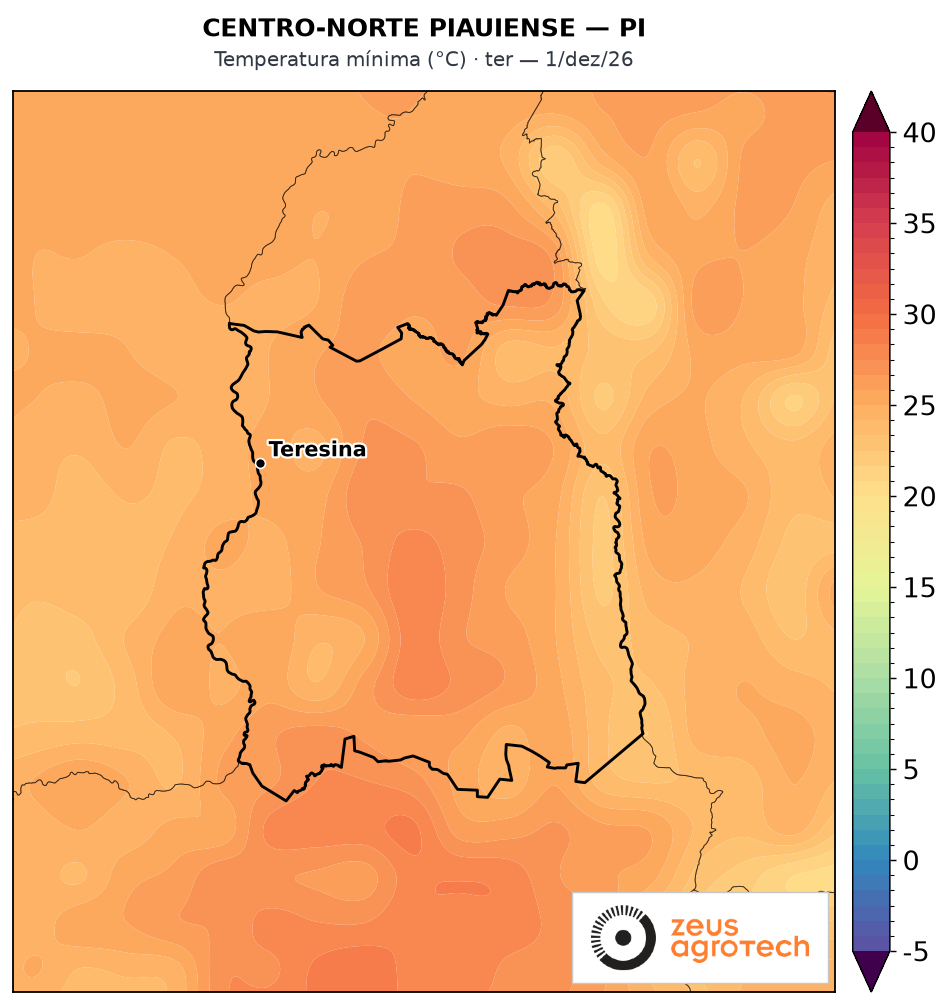 CENTRO-NORTE PIAUIENSE — PI
Temperatura mínima (°C) · ter — 1/dez/26
Teresina
40
35
30
25
20
15
10
5
0
-5
zeus
agrotech